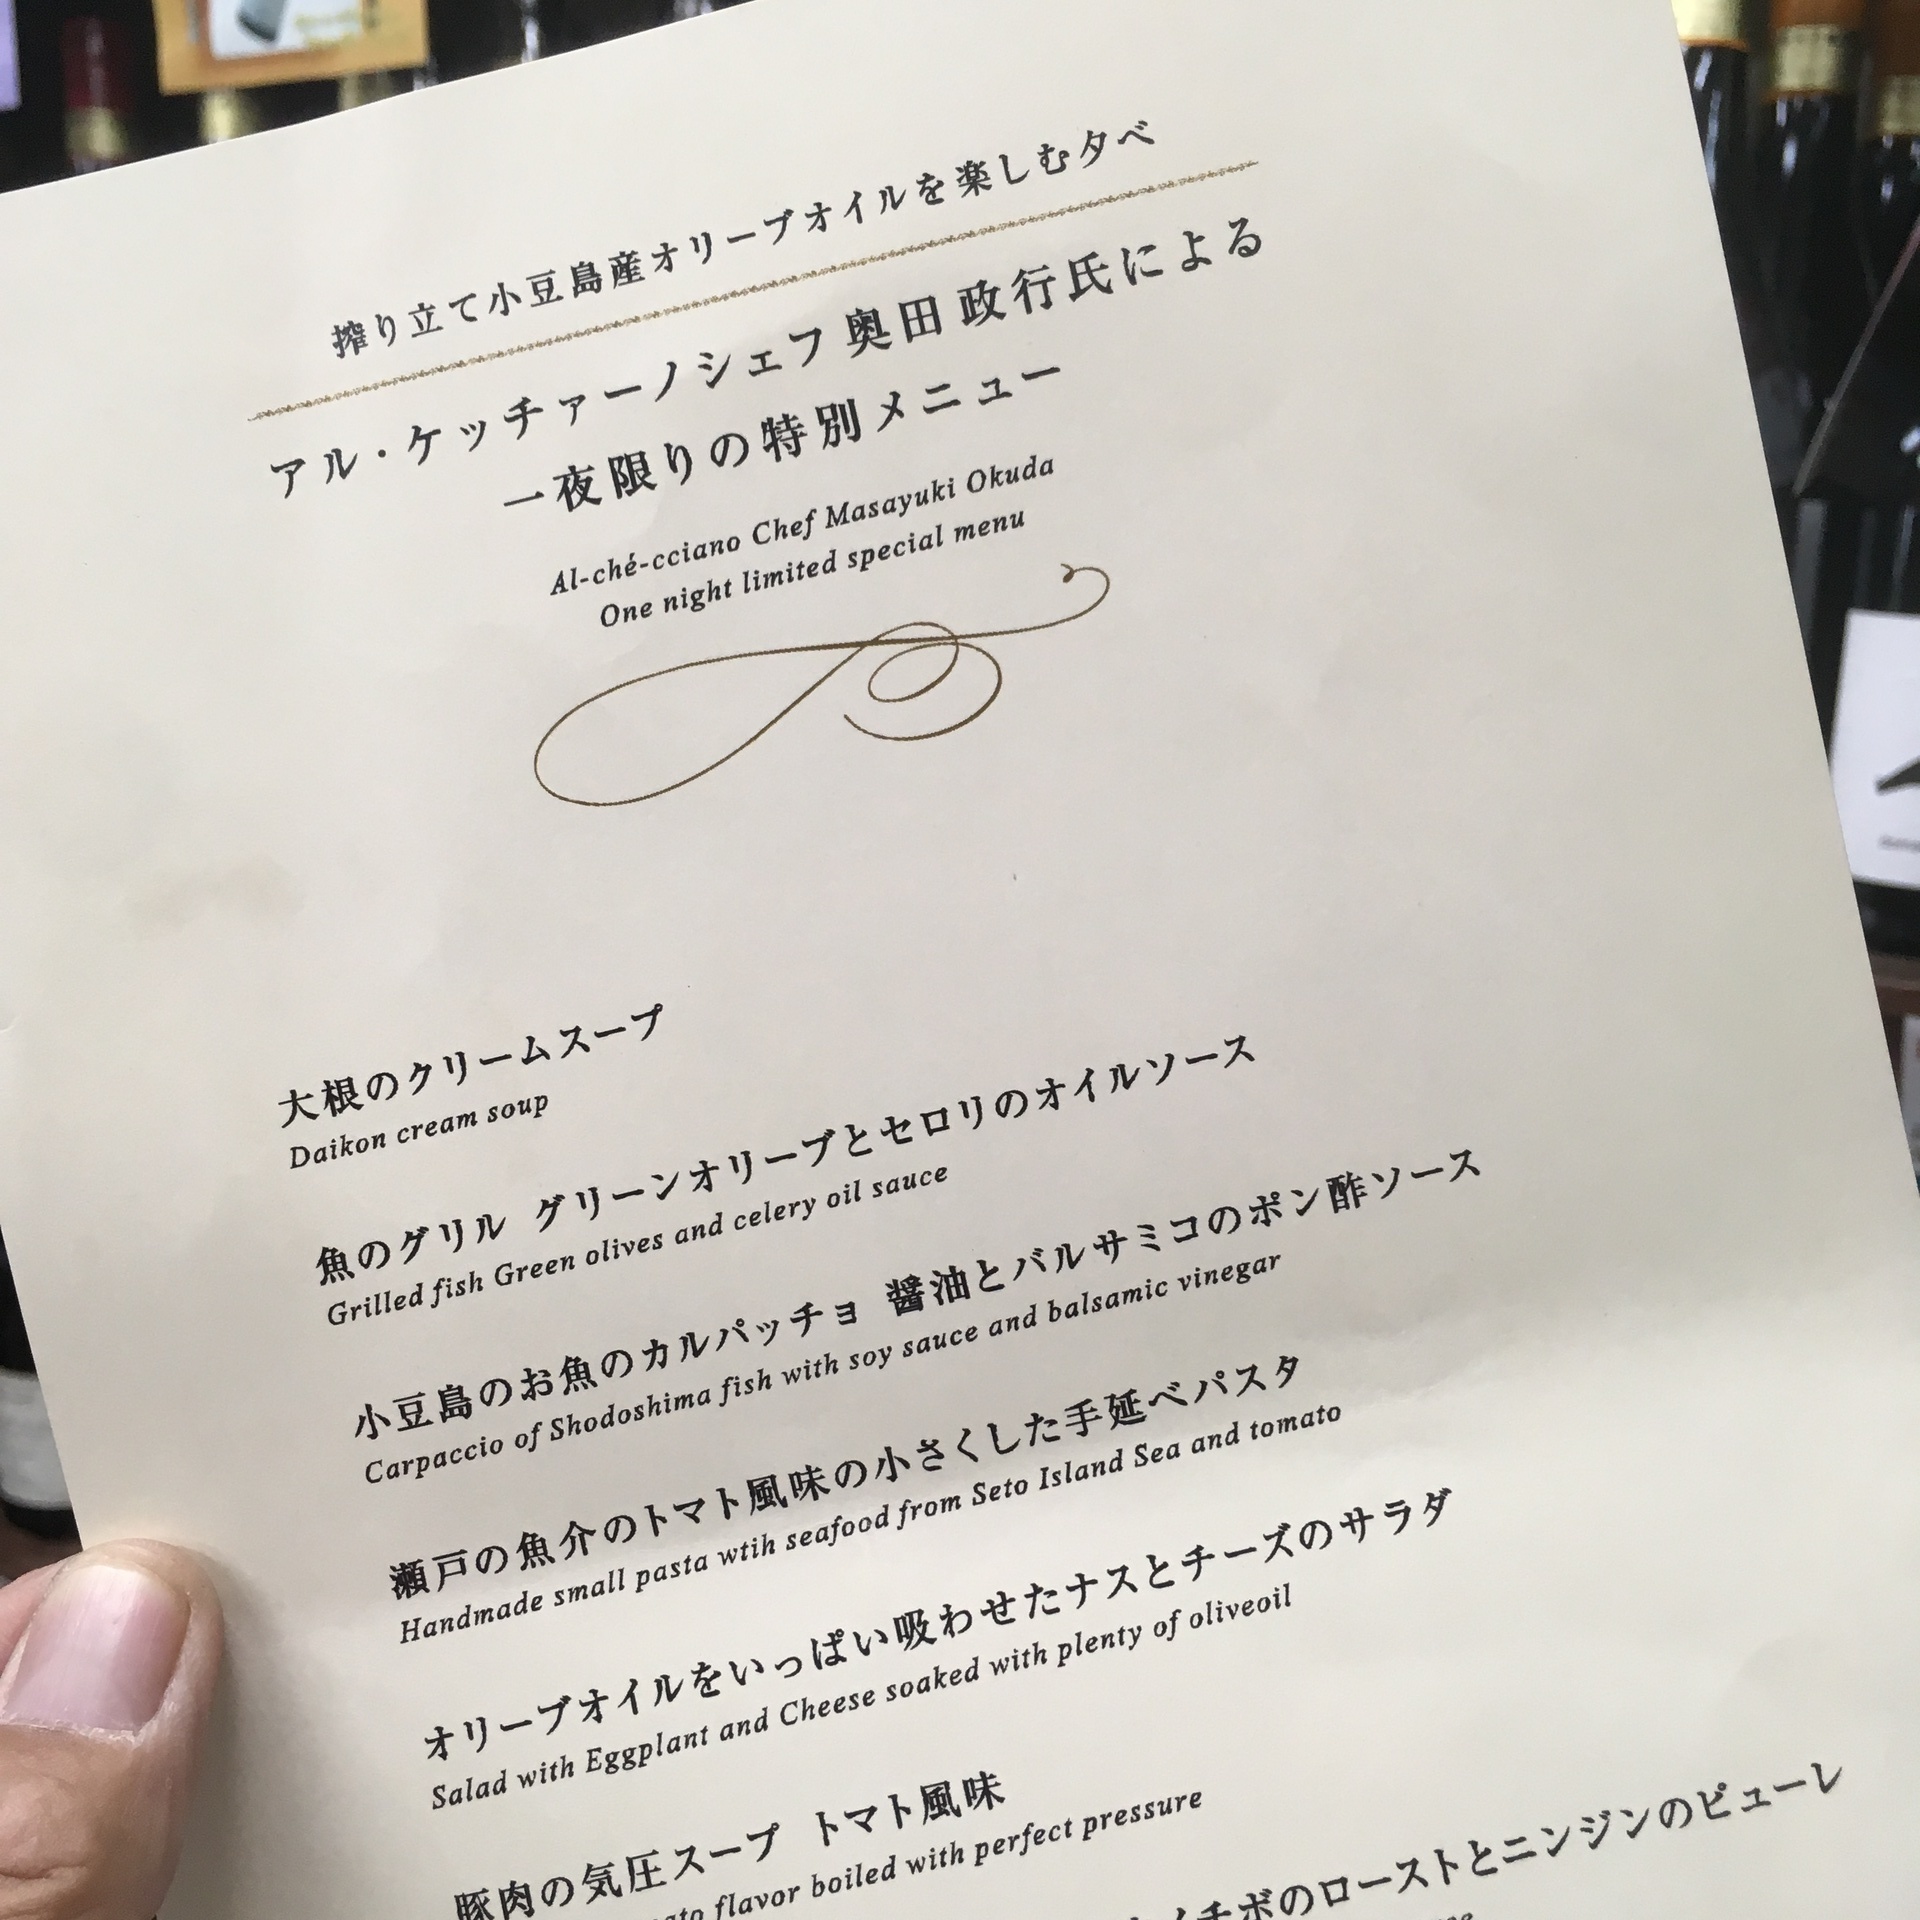 搾り立て小豆島産オリーブオイルを楽しむ夕べ
アル・ケッチァーノシェフ 奥田 政行氏による
一夜限りの特別メニュー
Al-ché-cciano Chef Masayuki Okuda
One night limited special menu
大根のクリームスープ
Daikon cream soup
魚のグリル グリーンオリーブとセロリのオイルソース
Grilled fish Green olives and celery oil sauce
小豆島のお魚のカルパッチョ 醤油とバルサミコのポン酢ソース
Carpaccio of Shodoshima fish with soy sauce and balsamic vinegar
瀬戸の魚介のトマト風味の小さくした手延べパスタ
Handmade small pasta wtih seafood from Seto Island Sea and tomato
オリーブオイルをいっぱい吸わせたナスとチーズのサラダ
Salad with Eggplant and Cheese soaked with plenty of oliveoil
豚肉の気圧スープ トマト風味
flavor boiled with perfect pressure
イチボのローストとニンジンのピューレ